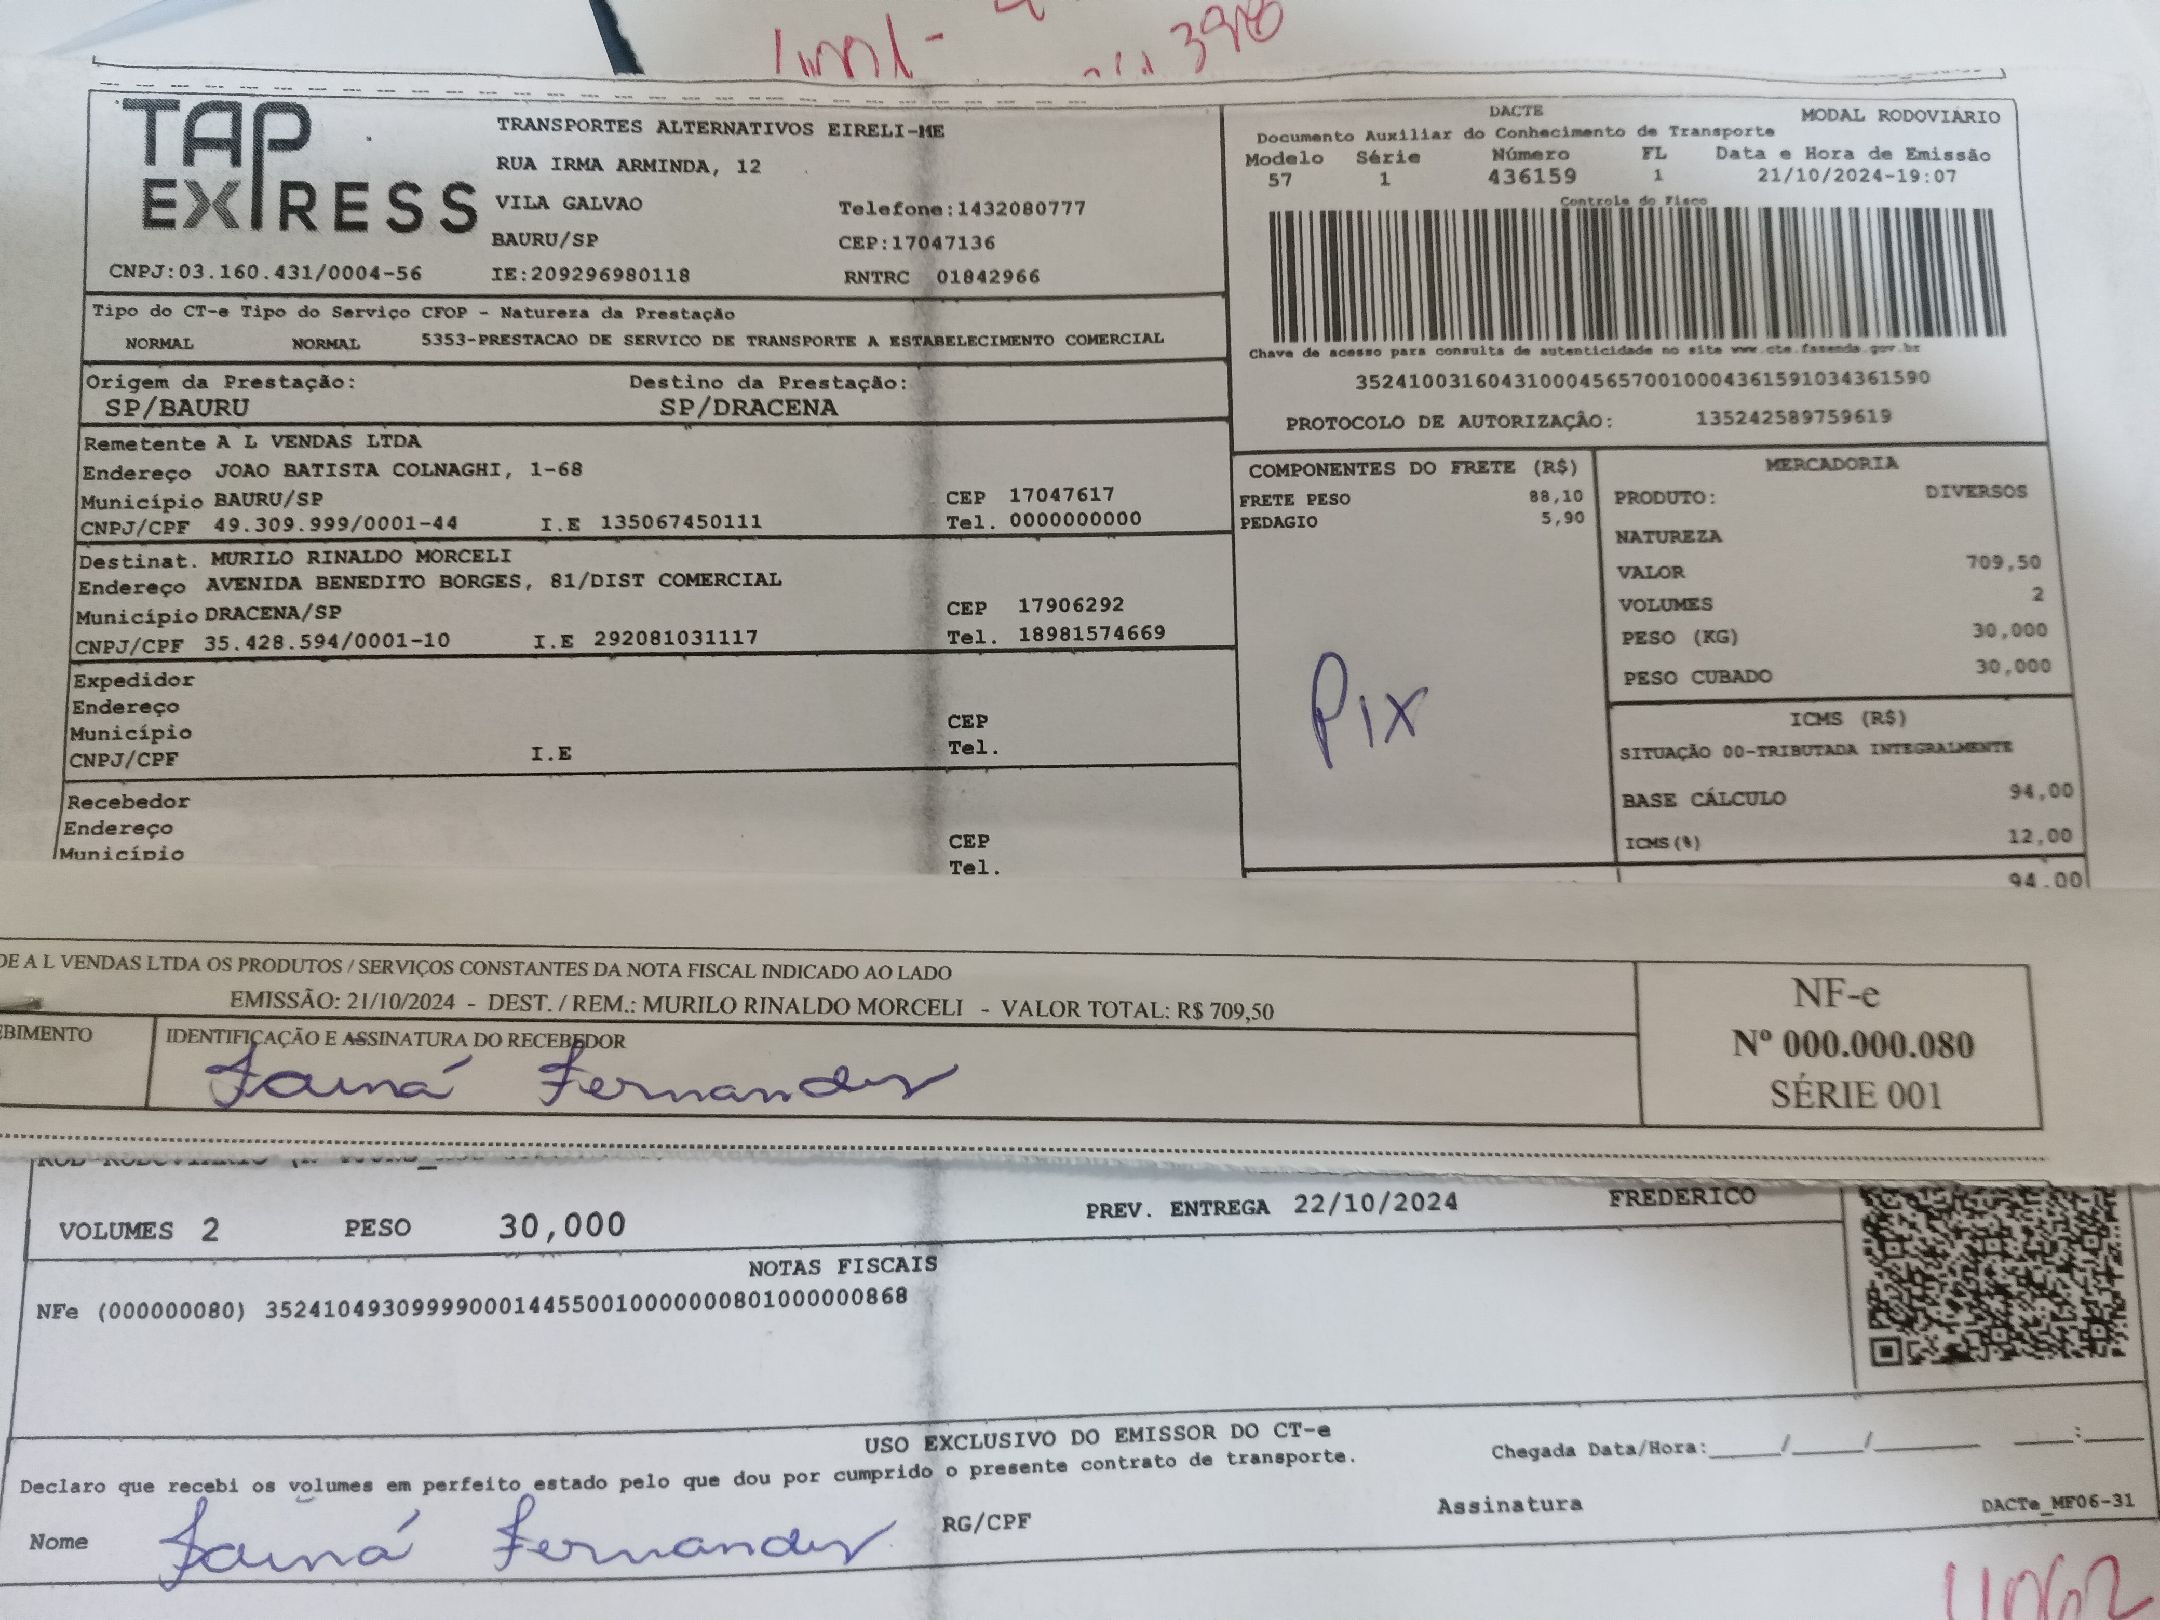 TAP
EXPRESS
TRANSPORTES ALTERNATIVOS EIRELI-ME
RUA IRMA ARMINDA, 12
VILA GALVAO Telefone:1432080777
BAURU/SP CEP:17047136
CNPJ:03.160.431/0004-56 IE:209296980118 RNTRC 01842966
DACTE MODAL RODOVIÁRIO
Documento Auxiliar do Conhecimento de Transporte
Modelo Série Número FL Data e Hora de Emissão
57 1 436159 1 21/10/2024-19:07
Controle do Fisco
Chave de acesso para consulta de autenticidade no site www.cte.fazenda.gov.br
35241003160431000456570010004361591034361590
PROTOCOLO DE AUTORIZAÇÃO: 135242589759619
Tipo do CT-e Tipo do Serviço CFOP - Natureza da Prestação
NORMAL NORMAL 5353-PRESTACAO DE SERVICO DE TRANSPORTE A ESTABELECIMENTO COMERCIAL
Origem da Prestação: Destino da Prestação:
SP/BAURU SP/DRACENA
Remetente A L VENDAS LTDA
Endereço JOAO BATISTA COLNAGHI, 1-68
Município BAURU/SP CEP 17047617
CNPJ/CPF 49.309.999/0001-44 I.E 135067450111 Tel. 0000000000
Destinat. MURILO RINALDO MORCELI
Endereço AVENIDA BENEDITO BORGES, 81/DIST COMERCIAL
Município DRACENA/SP CEP 17906292
CNPJ/CPF 35.428.594/0001-10 I.E 292081031117 Tel. 18981574669
Expedidor
Endereço
Município CEP
CNPJ/CPF I.E Tel.
Recebedor
Endereço
Município CEP
Tel.
COMPONENTES DO FRETE (R$)
FRETE PESO 88,10
PEDAGIO 5,90
Pix
MERCADORIA
PRODUTO: DIVERSOS
NATUREZA
VALOR 709,50
VOLUMES 2
PESO (KG) 30,000
PESO CUBADO 30,000
ICMS (R$)
SITUAÇÃO 00-TRIBUTADA INTEGRALMENTE
BASE CÁLCULO 94,00
ICMS(%) 12,00
94.00
DE A L VENDAS LTDA OS PRODUTOS / SERVIÇOS CONSTANTES DA NOTA FISCAL INDICADO AO LADO
EMISSÃO: 21/10/2024 - DEST. / REM.: MURILO RINALDO MORCELI - VALOR TOTAL: R$ 709,50
EBIMENTO IDENTIFICAÇÃO E ASSINATURA DO RECEBEDOR
Fernandes
NF-e
Nº 000.000.080
SÉRIE 001
VOLUMES 2 PESO 30,000 PREV. ENTREGA 22/10/2024 FREDERICO
NOTAS FISCAIS
NFe (000000080) 35241049309999000144550010000000801000000868
USO EXCLUSIVO DO EMISSOR DO CT-e
Declaro que recebi os volumes em perfeito estado pelo que dou por cumprido o presente contrato de transporte. Chegada Data/Hora:____/____/______ ____:____
Nome Fernandes RG/CPF Assinatura DACTe_MF06-31